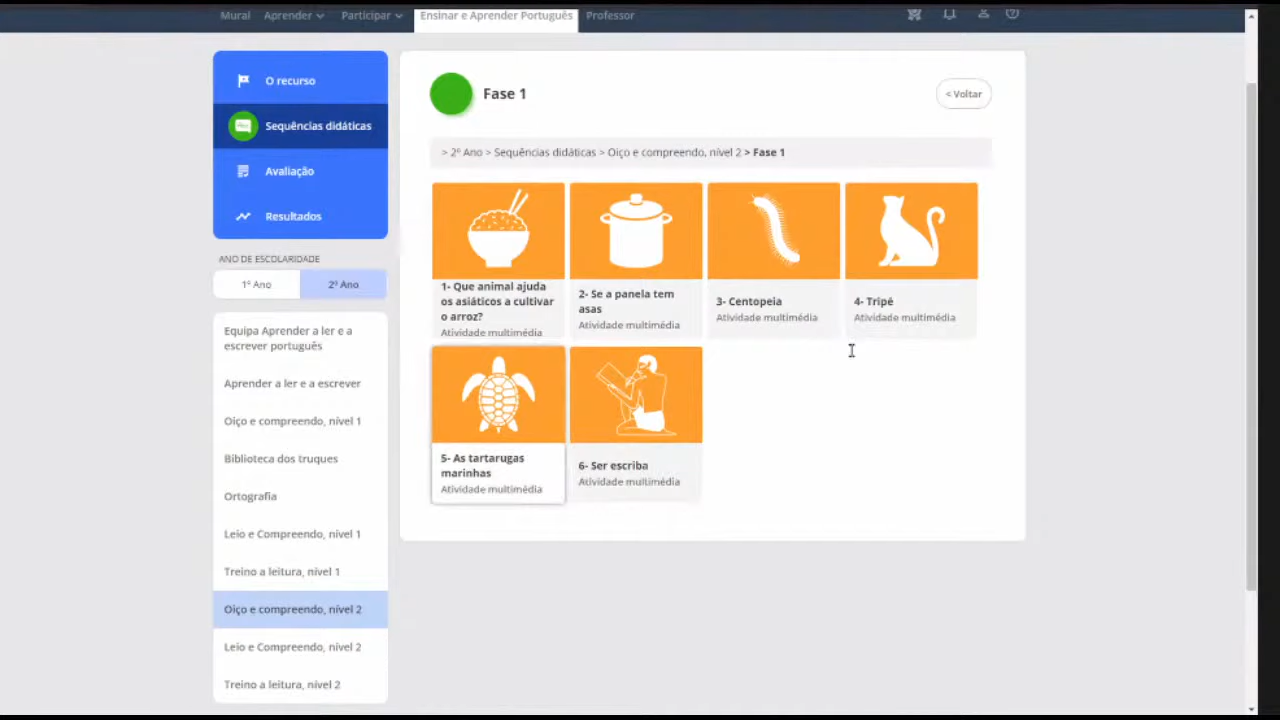 Mural Aprender Participar Ensinar e Aprender Português Professor
O recurso
Sequências didáticas
Avaliação
Resultados
ANO DE ESCOLARIDADE
1º Ano 2º Ano
Equipa Aprender a ler e a
escrever português
Aprender a ler e a escrever
Oiço e compreendo, nível 1
Biblioteca dos truques
Ortografia
Leio e Compreendo, nível 1
Treino a leitura, nível 1
Oiço e compreendo, nível 2
Leio e Compreendo, nível 2
Treino a leitura, nível 2
Fase 1
< Voltar
> 2º Ano > Sequências didáticas > Oiço e compreendo, nível 2 > Fase 1
1- Que animal ajuda
os asiáticos a cultivar
o arroz?
Atividade multimédia
2- Se a panela tem
asas
Atividade multimédia
3- Centopeia
Atividade multimédia
4- Tripé
Atividade multimédia
5- As tartarugas
marinhas
Atividade multimédia
6- Ser escriba
Atividade multimédia